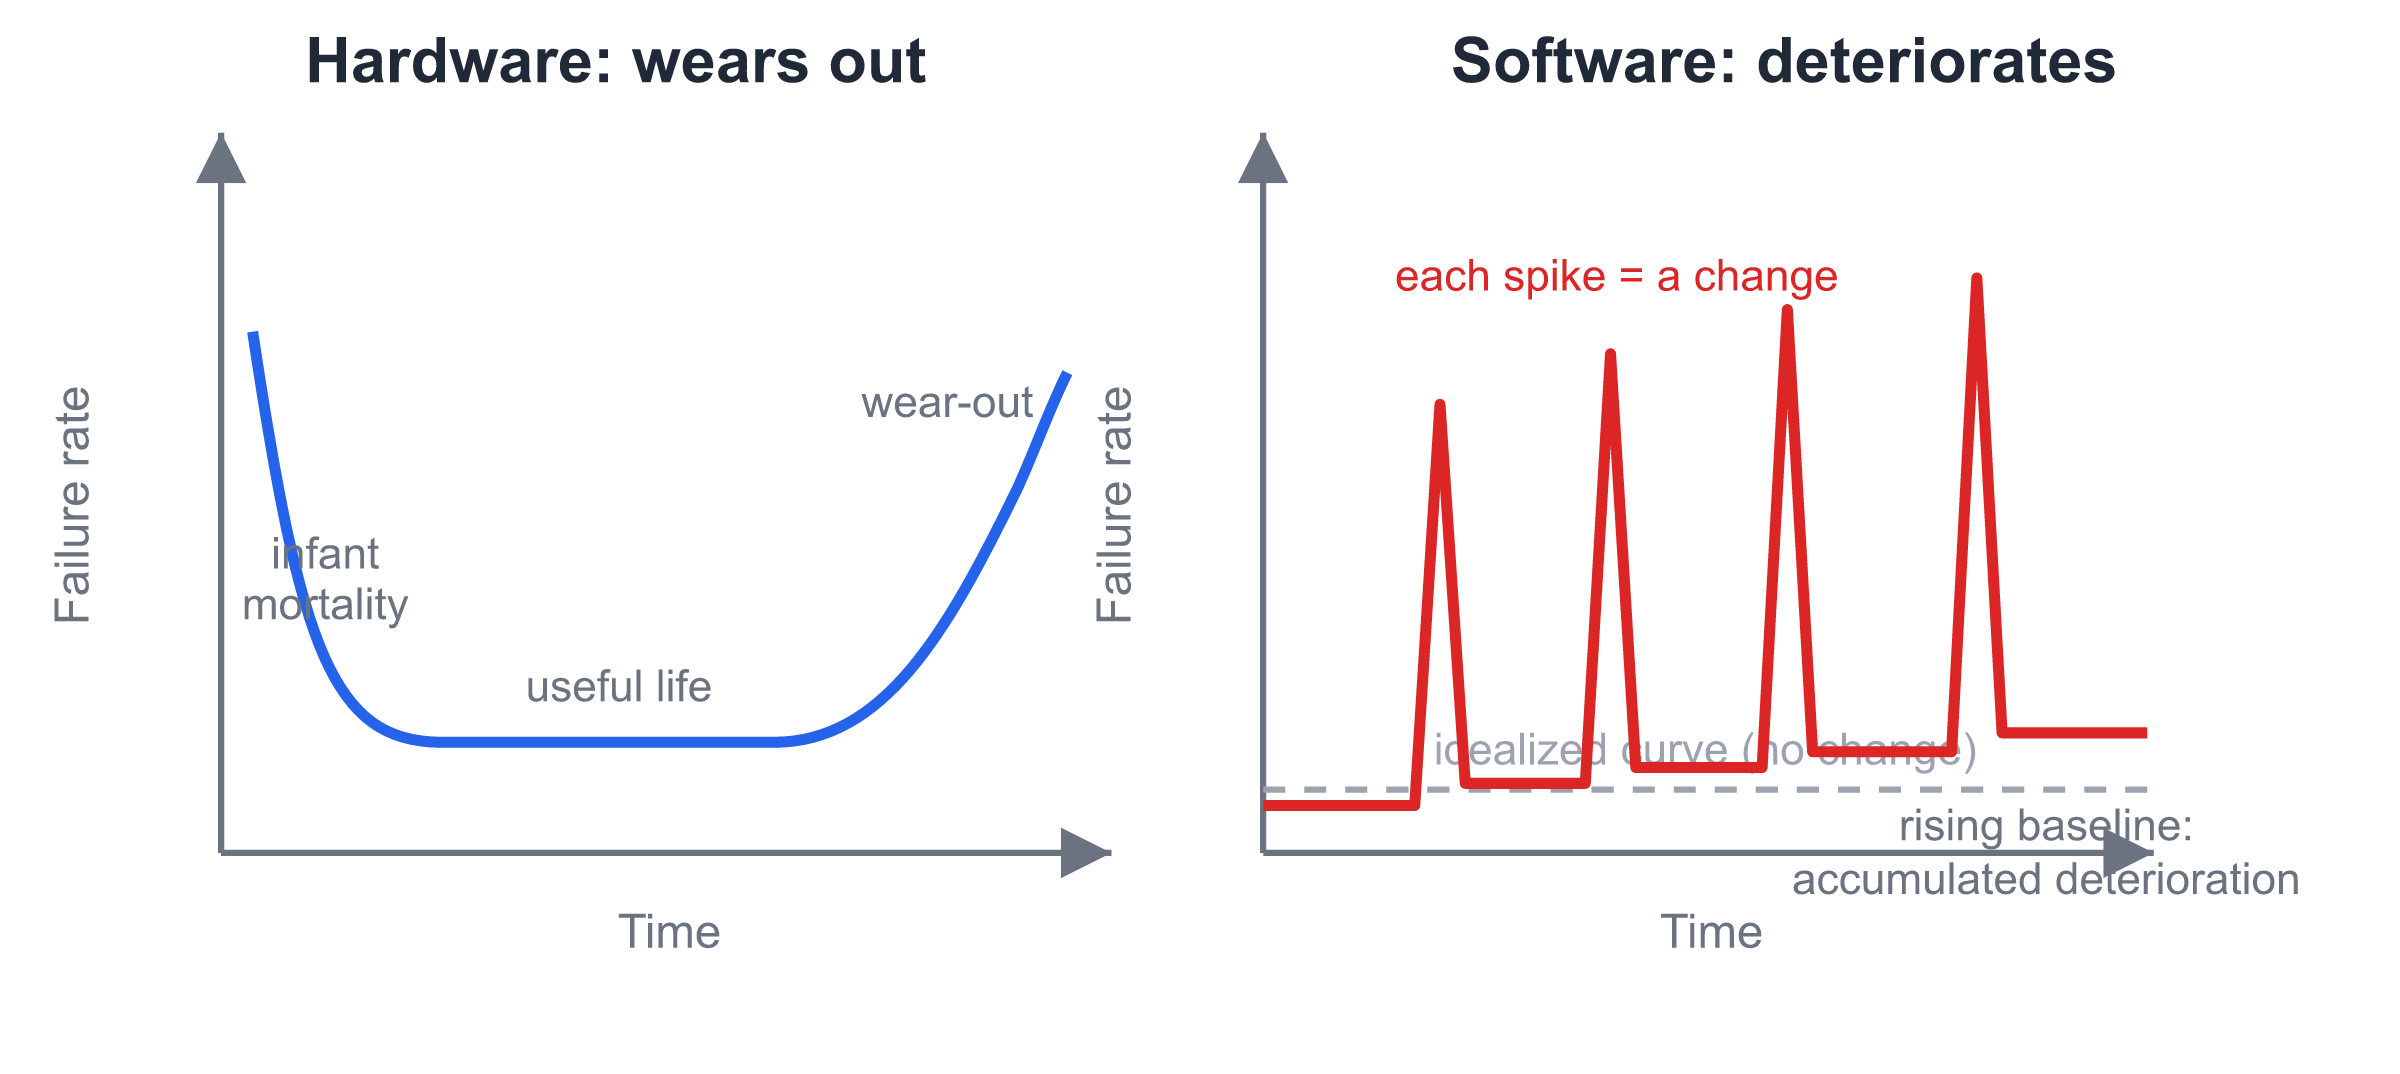 Hardware: wears out
Failure rate
infant
mortality
useful life
wear-out
Time
Software: deteriorates
Failure rate
each spike = a change
idealized curve (no change)
rising baseline:
accumulated deterioration
Time